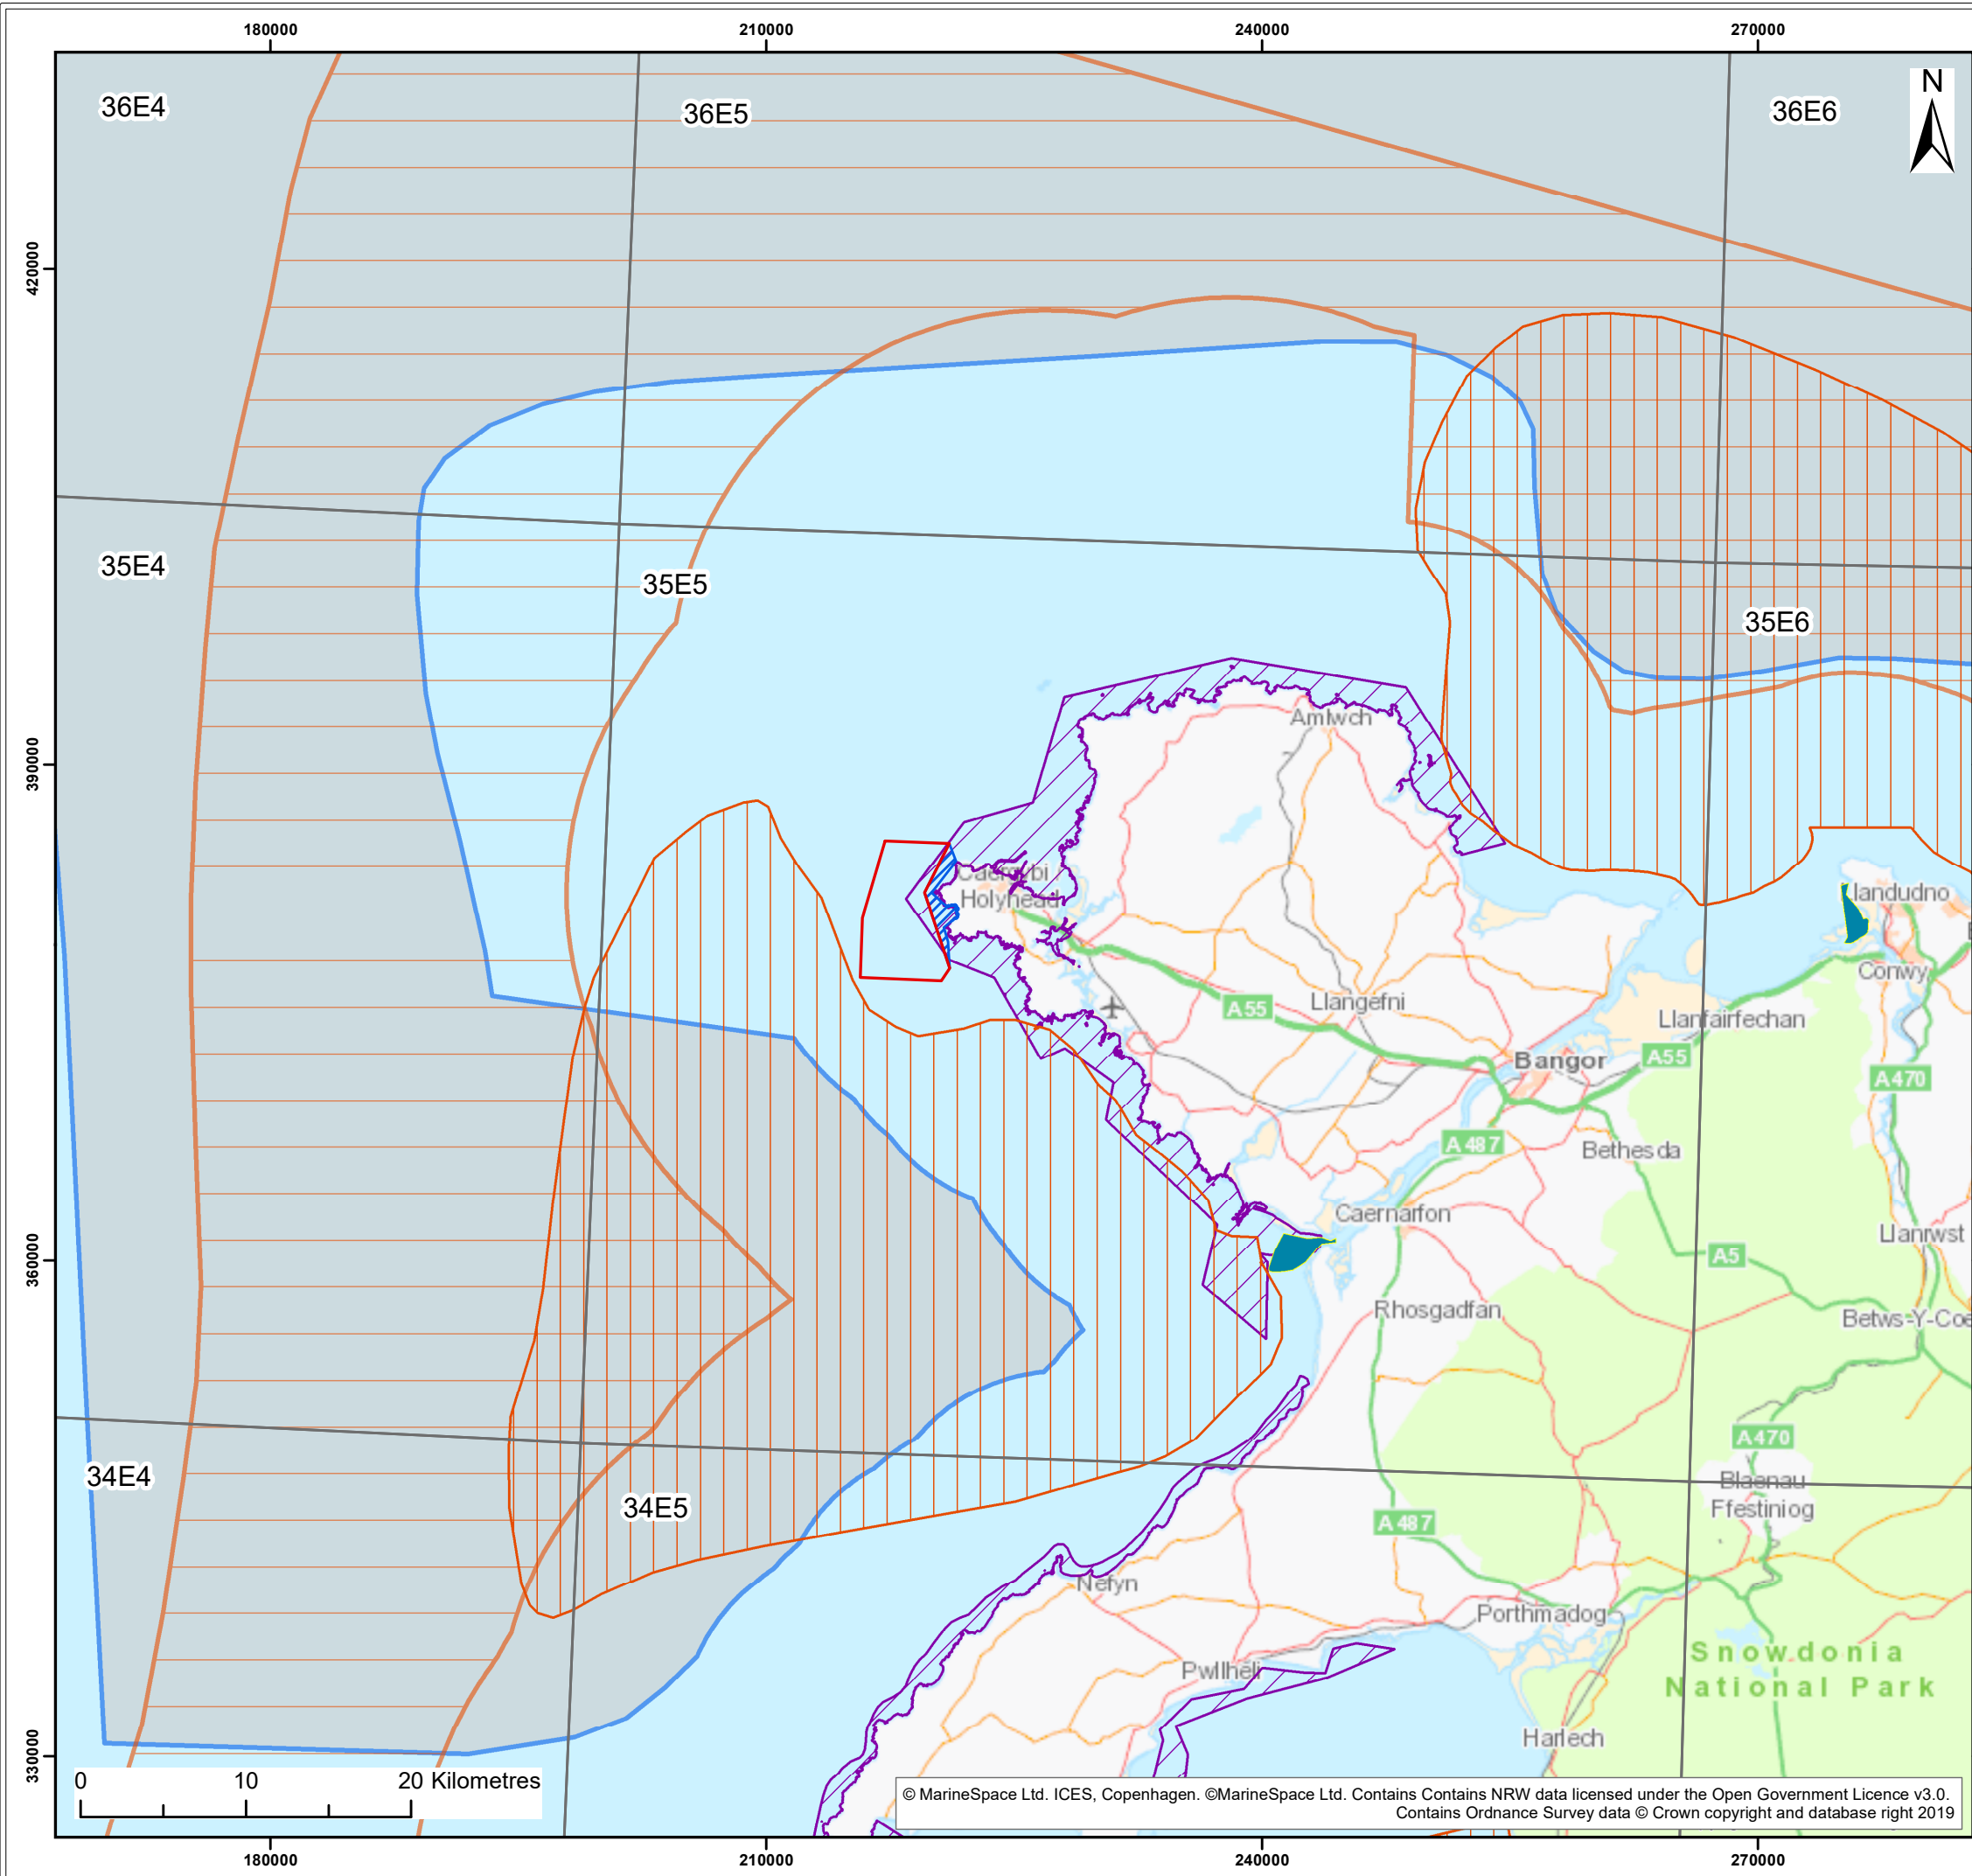 180000
210000
240000
270000
36E4
36E5
36E6
N
420000
35E4
35E5
35E6
390000
Amlwch
Caergybi
Holyhead
Llandudno
Conwy
A55
Llangefni
Llanfairfechan
Bangor
A55
A470
A487
Bethesda
Caernarfon
Llanrwst
360000
A5
Rhosgadfan
Betws-Y-Coe
34E4
34E5
A470
Blaenau
Ffestiniog
A487
Nefyn
Porthmadog
Pwllheli
Snowdonia
National Park
Harlech
330000
0 10 20 Kilometres
© MarineSpace Ltd. ICES, Copenhagen. ©MarineSpace Ltd. Contains Contains NRW data licensed under the Open Government Licence v3.0.
Contains Ordnance Survey data © Crown copyright and database right 2019
180000
210000
240000
270000